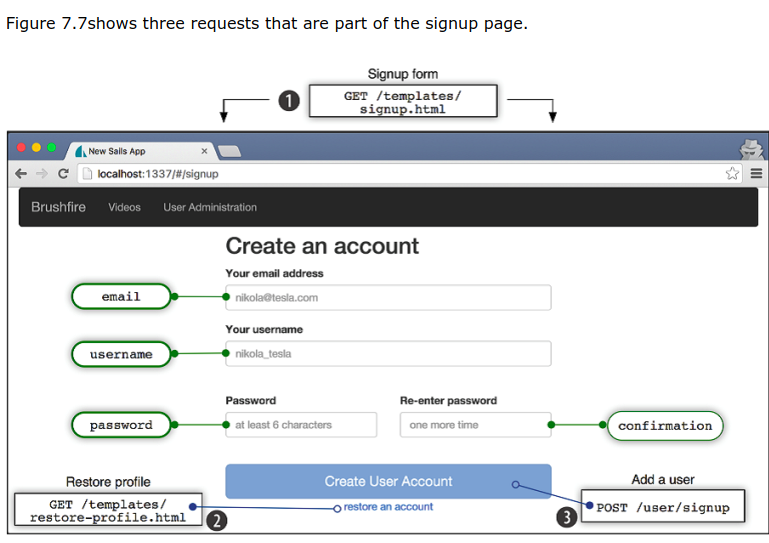 Figure 7.7shows three requests that are part of the signup page.
Signup form
1
GET /templates/
signup.html
New Sails App
localhost:1337/#/signup
Brushfire Videos User Administration
Create an account
Your email address
email
nikola@tesla.com
Your username
username
nikola_tesla
Password Re-enter password
password
at least 6 characters
one more time
confirmation
Restore profile
Create User Account
Add a user
GET /templates/
restore-profile.html
2
restore an account
3
POST /user/signup